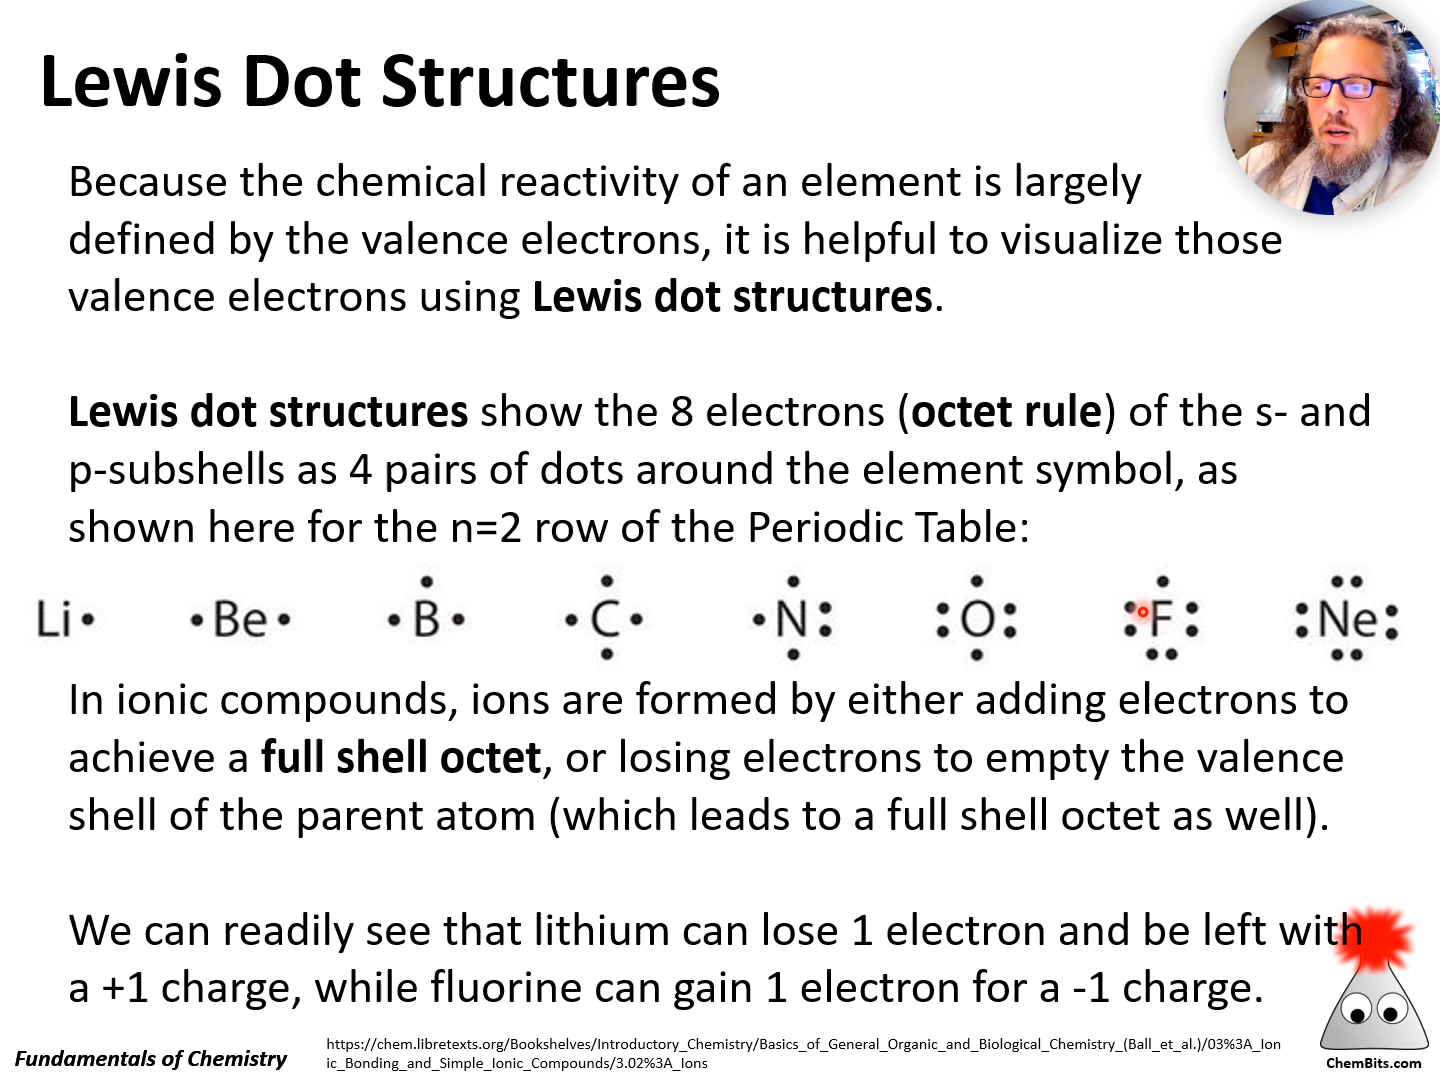 Lewis Dot Structures
Because the chemical reactivity of an element is largely
defined by the valence electrons, it is helpful to visualize those
valence electrons using Lewis dot structures.
Lewis dot structures show the 8 electrons (octet rule) of the s- and
p-subshells as 4 pairs of dots around the element symbol, as
shown here for the n=2 row of the Periodic Table:
Li Be B C N O F Ne
In ionic compounds, ions are formed by either adding electrons to
achieve a full shell octet, or losing electrons to empty the valence
shell of the parent atom (which leads to a full shell octet as well).
We can readily see that lithium can lose 1 electron and be left with
a +1 charge, while fluorine can gain 1 electron for a -1 charge.
Fundamentals of Chemistry
https://chem.libretexts.org/Bookshelves/Introductory_Chemistry/Basics_of_General_Organic_and_Biological_Chemistry_(Ball_et_al.)/03%3A_Ion
ic_Bonding_and_Simple_Ionic_Compounds/3.02%3A_Ions
ChemBits.com